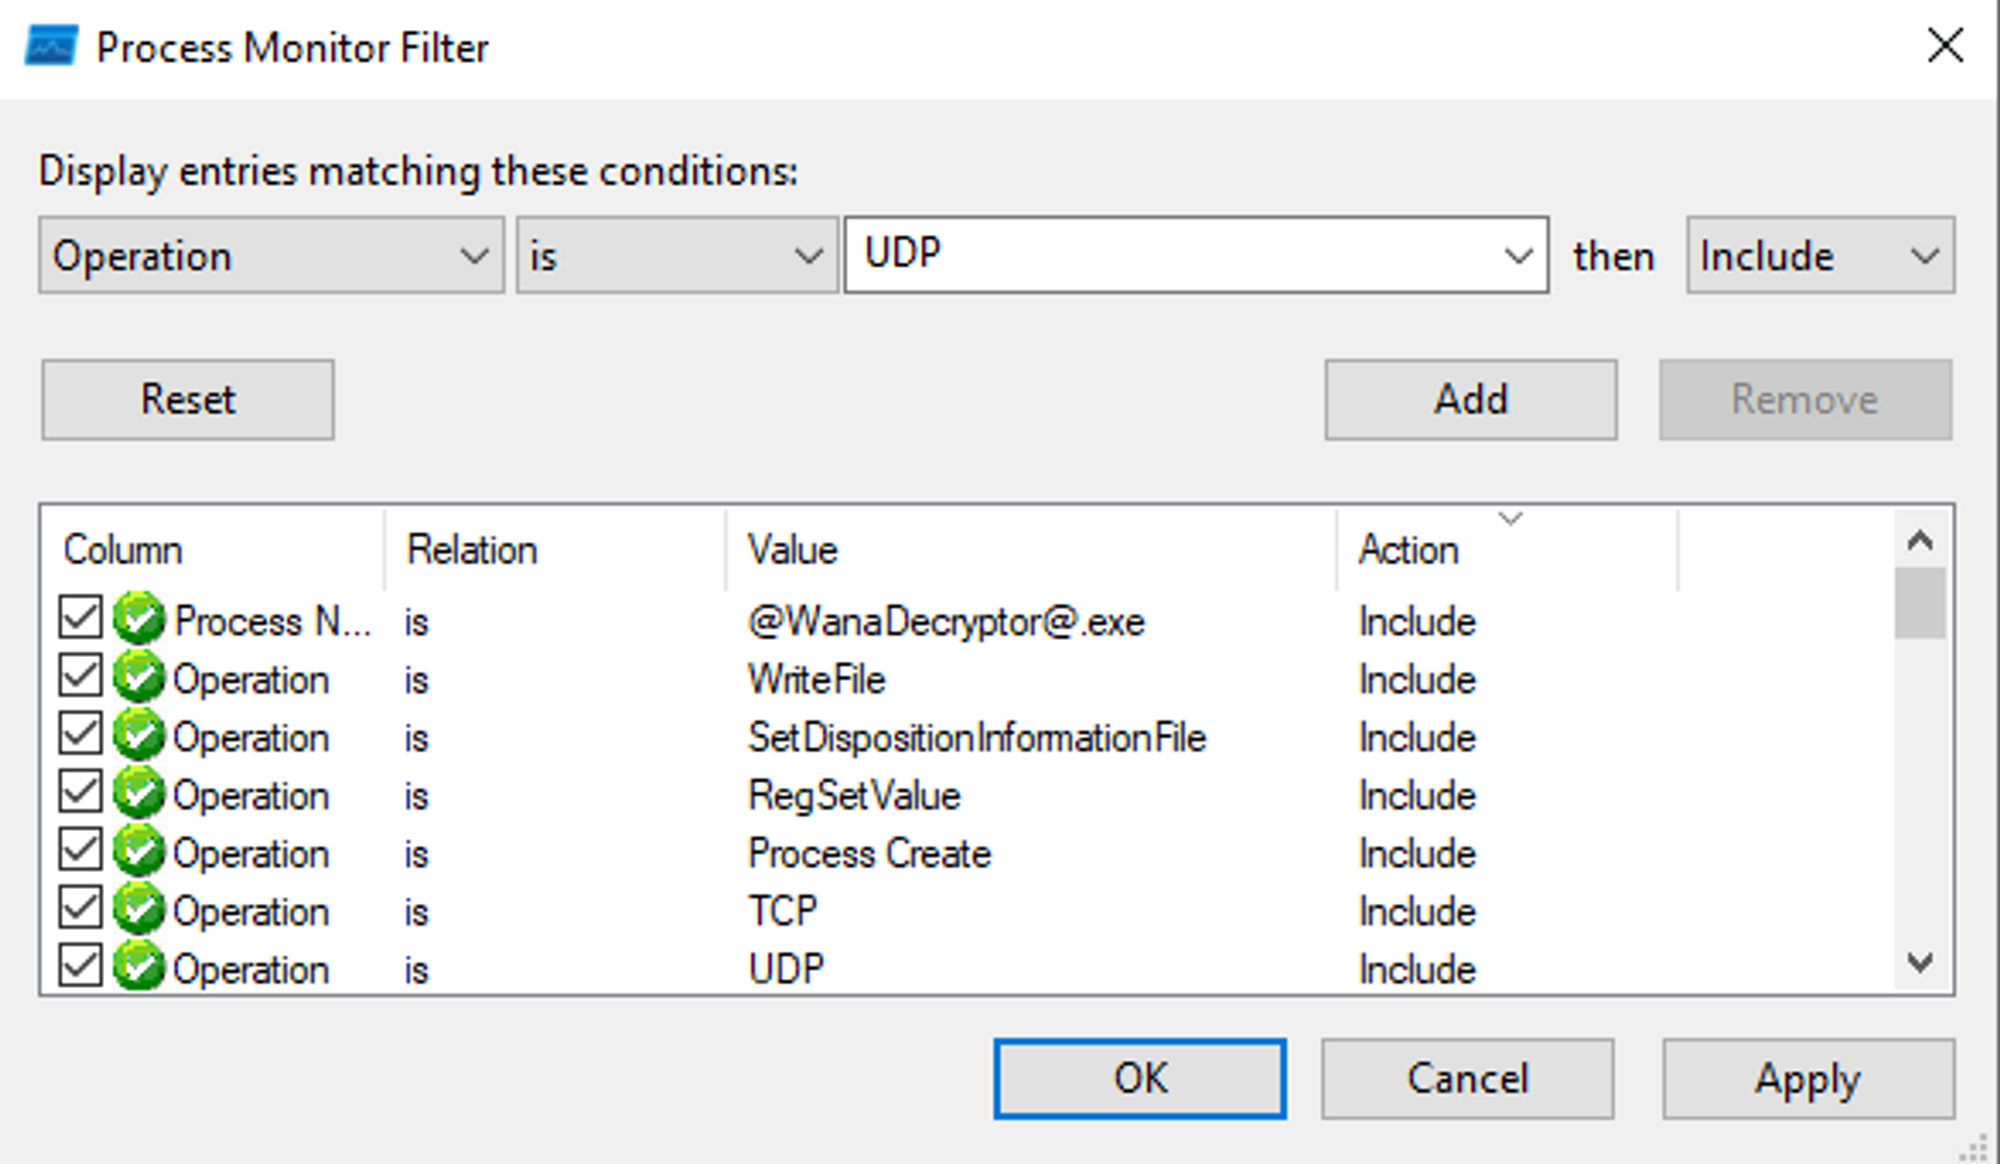 Process Monitor Filter
Display entries matching these conditions:
Operation is UDP then Include
Reset Add Remove
Column Relation Value Action
Process N... is @WanaDecryptor@.exe Include
Operation is WriteFile Include
Operation is SetDispositionInformationFile Include
Operation is RegSetValue Include
Operation is Process Create Include
Operation is TCP Include
Operation is UDP Include
OK Cancel Apply